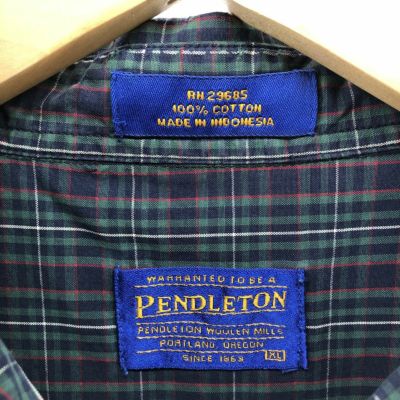 RN 29685
100% COTTON
MADE IN INDONESIA
WARRANTED TO BE A
PENDLETON
PENDLETON WOOLEN MILLS
PORTLAND, OREGON
SINCE 1863 XL